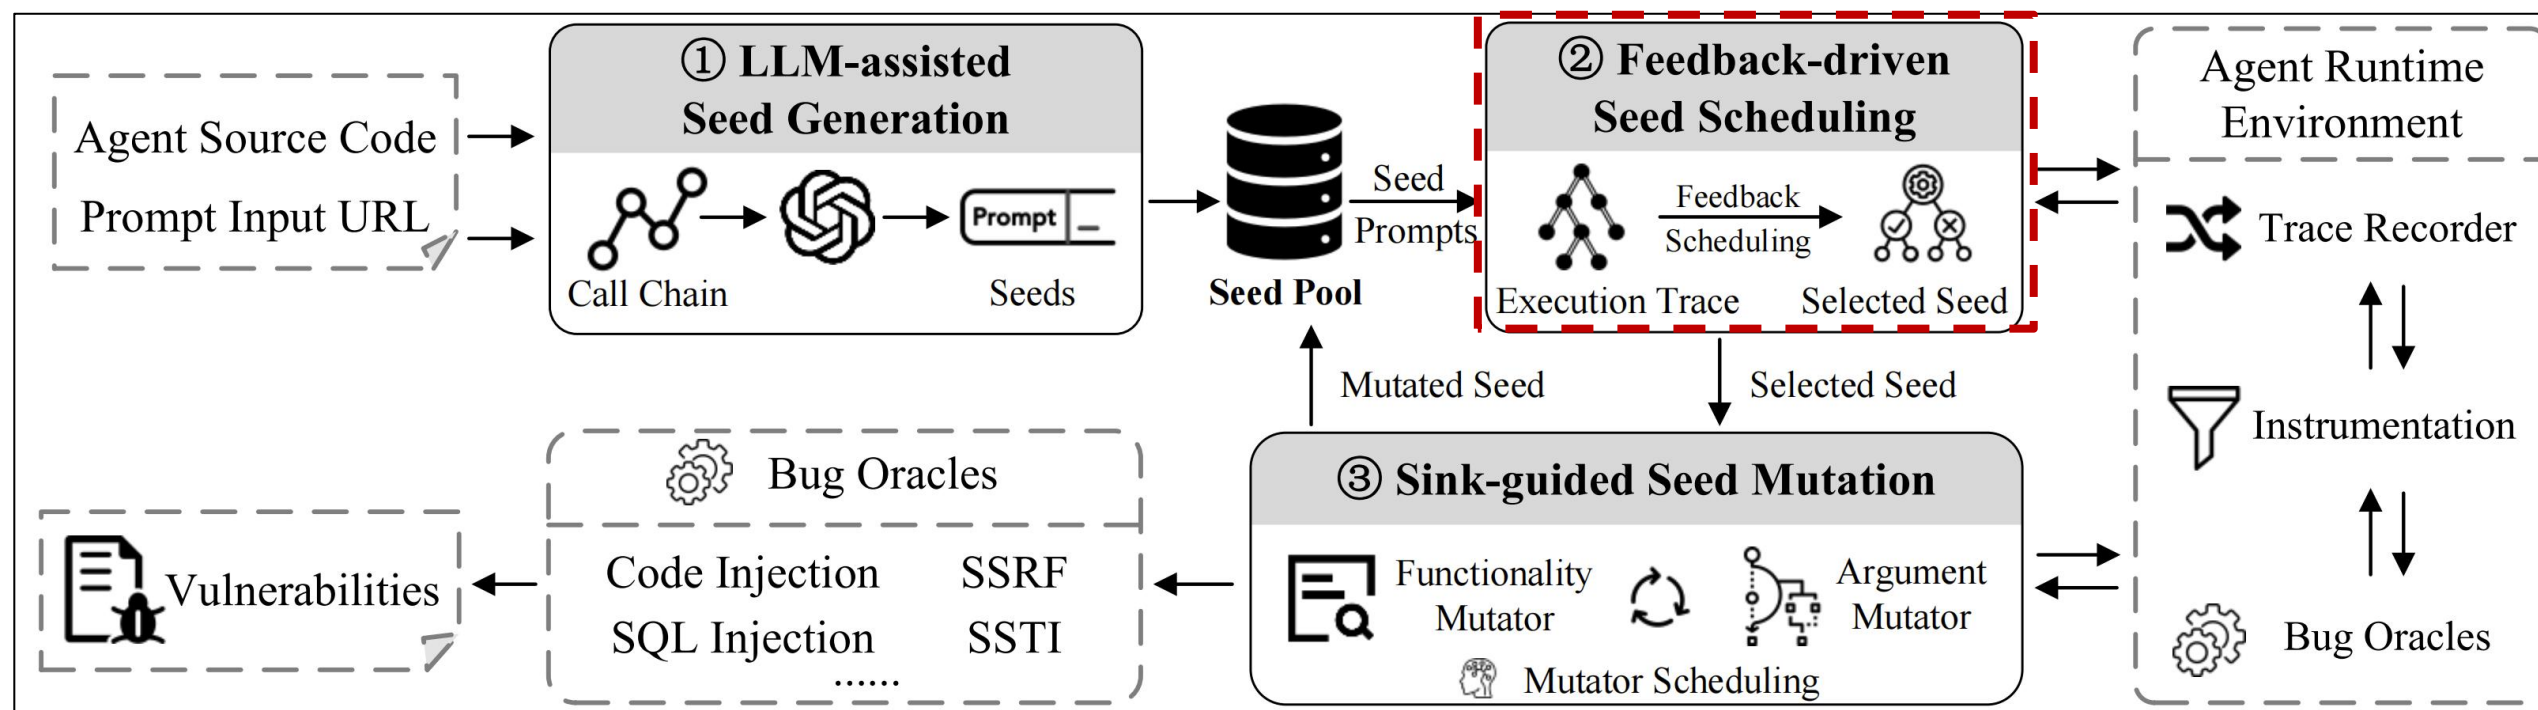 Agent Source Code
Prompt Input URL
① LLM-assisted
Seed Generation
Call Chain
Prompt
Seeds
Seed Pool
Seed
Prompts
② Feedback-driven
Seed Scheduling
Feedback
Scheduling
Execution Trace
Selected Seed
Agent Runtime
Environment
Trace Recorder
Instrumentation
Bug Oracles
Mutated Seed
Selected Seed
③ Sink-guided Seed Mutation
Functionality
Mutator
Argument
Mutator
Mutator Scheduling
Bug Oracles
Code Injection SSRF
SQL Injection SSTI
......
Vulnerabilities